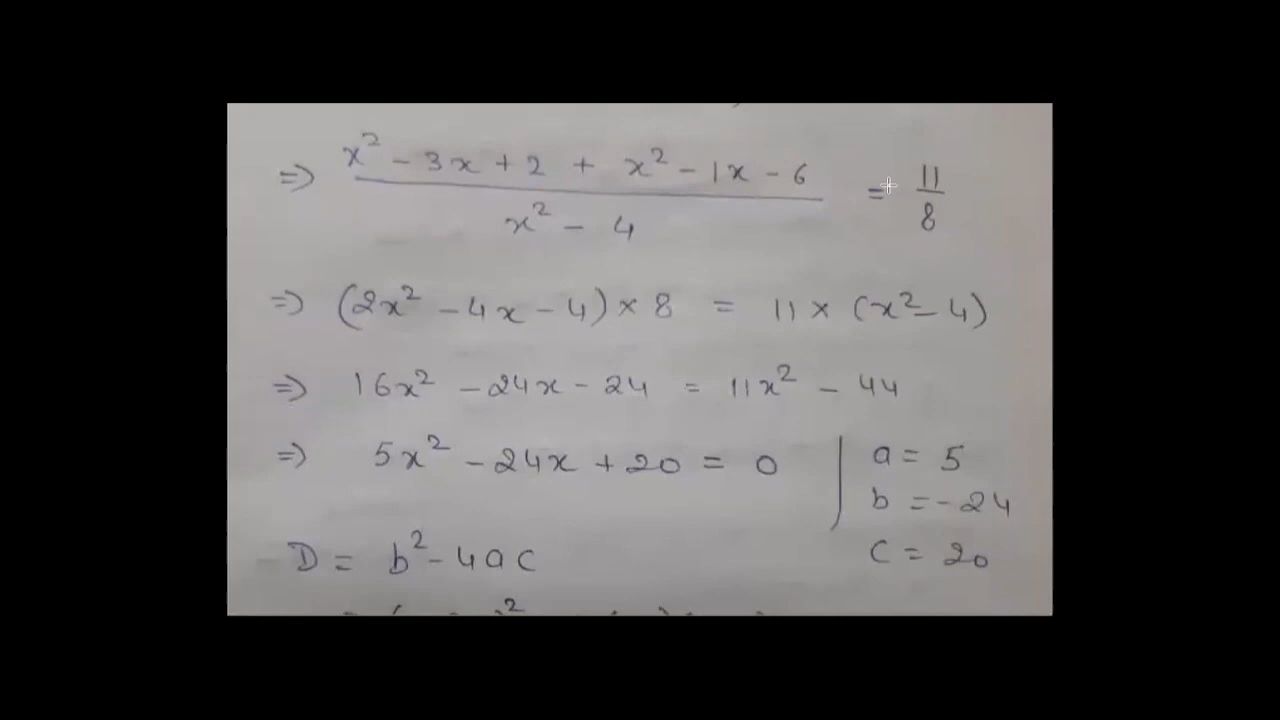 ⇒ (x² - 3x + 2 + x² - 1x - 6) / (x² - 4) = 11/8
⇒ (2x² - 4x - 4) × 8 = 11 × (x² - 4)
⇒ 16x² - 24x - 24 = 11x² - 44
⇒ 5x² - 24x + 20 = 0
a = 5
b = -24
c = 20
D = b² - 4ac